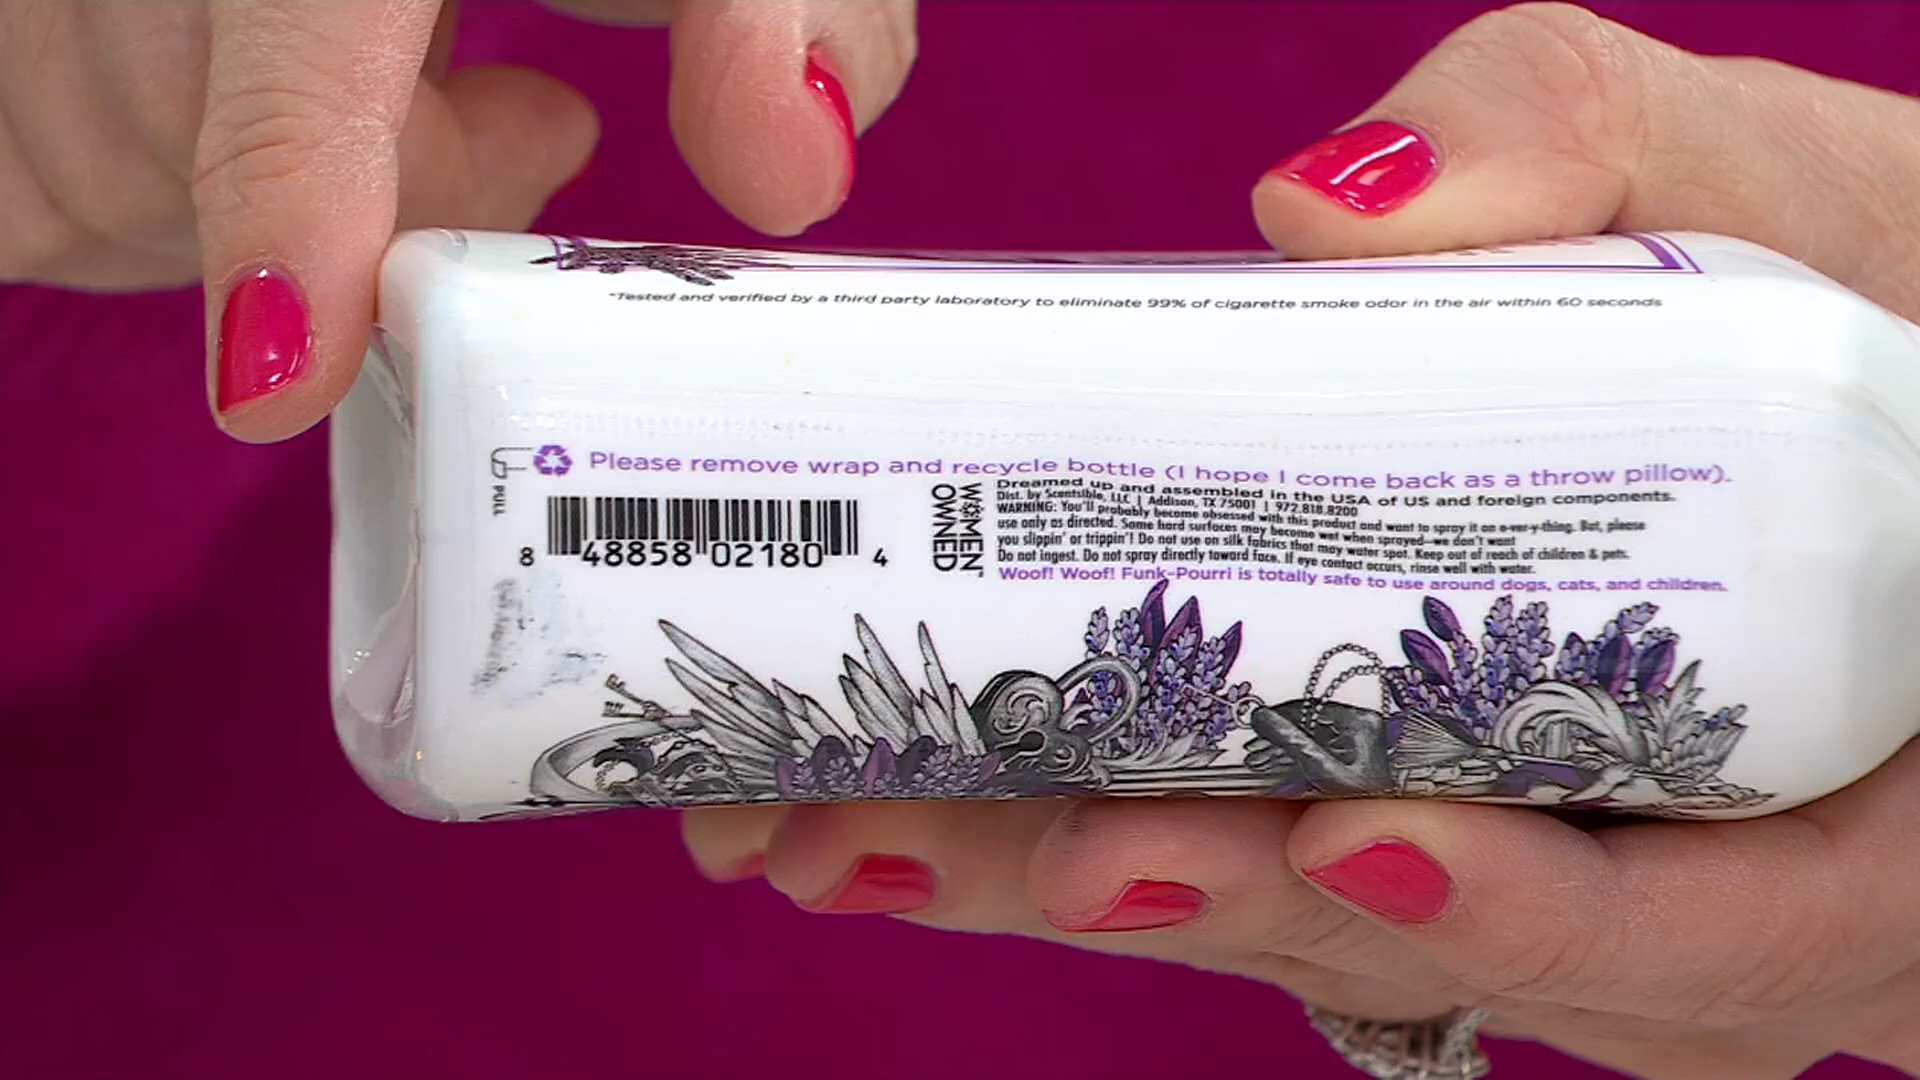 *Tested and verified by a third party laboratory to eliminate 99% of cigarette smoke odor in the air within 60 seconds
PULL
Please remove wrap and recycle bottle (I hope I come back as a throw pillow).
8 48858 02180 4
WOMEN
OWNED
Dreamed up and assembled in the USA of US and foreign components.
Dist. by Scentsible, LLC | Addison, TX 75001 | 972.818.8200
WARNING: You'll probably become obsessed with this product and want to spray it on e-ver-y-thing. But, please
use only as directed. Some hard surfaces may become wet when sprayed—we don't want
you slippin' or trippin'! Do not use on silk fabrics that may water spot. Keep out of reach of children & pets.
Do not ingest. Do not spray directly toward face. If eye contact occurs, rinse well with water.
Woof! Woof! Funk-Pourri is totally safe to use around dogs, cats, and children.